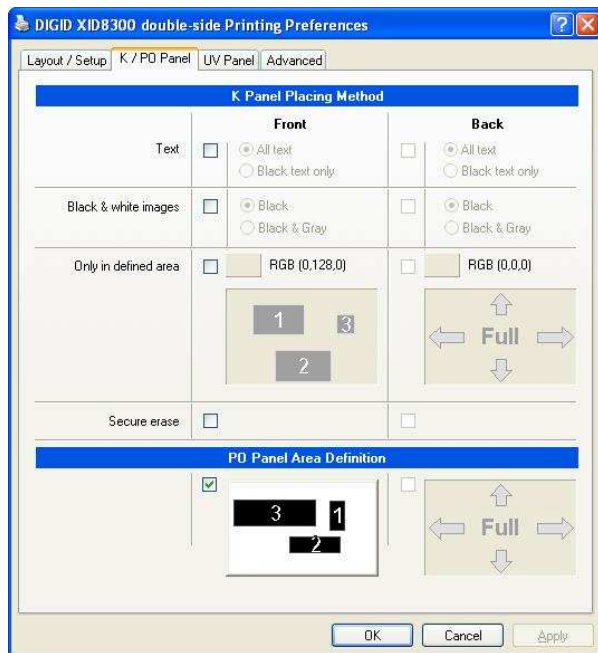 DIGID XID8300 double-side Printing Preferences
Layout / Setup K / PO Panel UV Panel Advanced
K Panel Placing Method
Front Back
Text All text All text
Black text only Black text only
Black & white images Black Black
Black & Gray Black & Gray
Only in defined area RGB (0,128,0) RGB (0,0,0)
1 3 Full
2
Secure erase
PO Panel Area Definition
3 1 Full
2
OK Cancel Apply